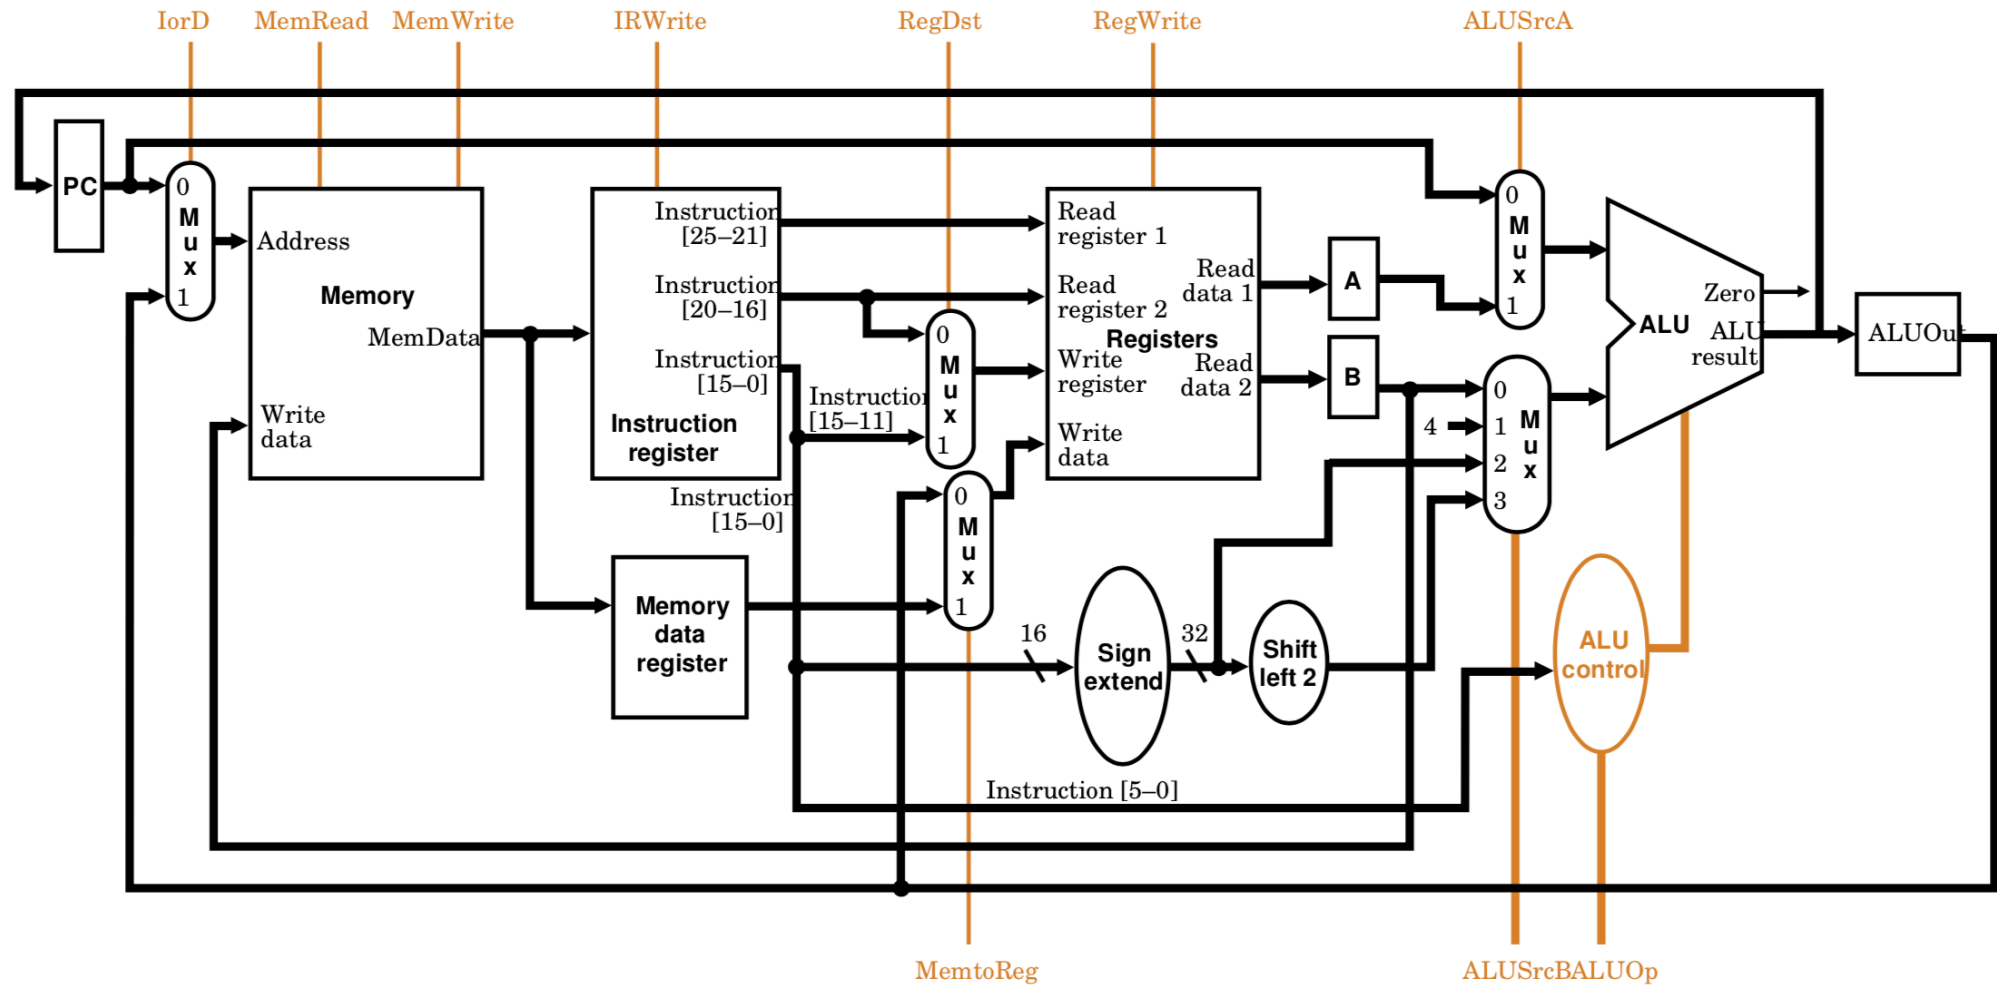 IorD
MemRead
MemWrite
IRWrite
RegDst
RegWrite
ALUSrcA
PC
0
M
u
x
1
Address
Memory
MemData
Write
data
Instruction
[25–21]
Instruction
[20–16]
Instruction
[15–0]
Instruction
register
Instruction
[15–0]
Memory
data
register
Instruction
[15–11]
0
M
u
x
1
0
M
u
x
1
Read
register 1
Read
register 2
Registers
Write
register
Write
data
Read
data 1
Read
data 2
A
B
4
0
M
u
x
1
0
1
2
3
M
u
x
Zero
ALU
ALU
result
ALUOut
16
Sign
extend
32
Shift
left 2
ALU
control
Instruction [5–0]
MemtoReg
ALUSrcB
ALUOp